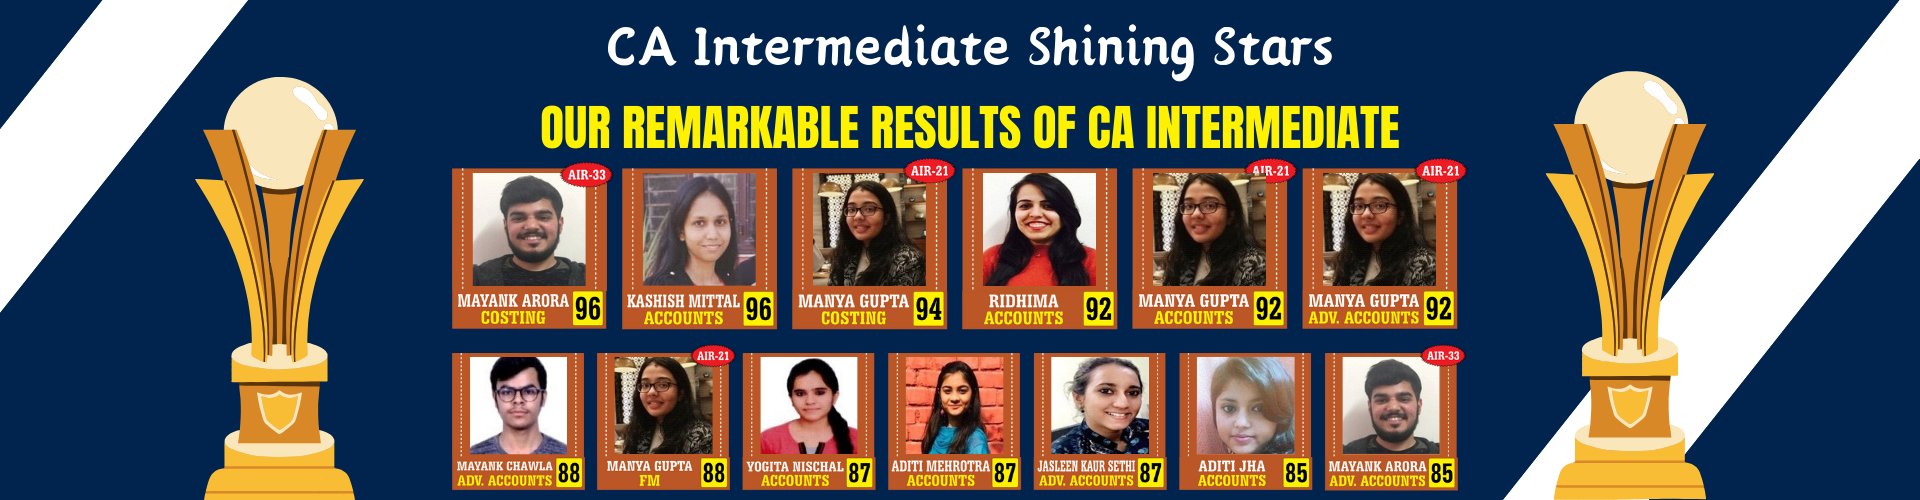 CA Intermediate Shining Stars
OUR REMARKABLE RESULTS OF CA INTERMEDIATE
AIR-33
MAYANK ARORA
COSTING
96
KASHISH MITTAL
ACCOUNTS
96
AIR-21
MANYA GUPTA
COSTING
94
RIDHIMA
ACCOUNTS
92
AIR-21
MANYA GUPTA
ACCOUNTS
92
AIR-21
MANYA GUPTA
ADV. ACCOUNTS
92
MAYANK CHAWLA
ADV. ACCOUNTS
88
AIR-21
MANYA GUPTA
FM
88
YOGITA NISCHAL
ACCOUNTS
87
ADITI MEHROTRA
ACCOUNTS
87
JASLEEN KAUR SETHI
ADV. ACCOUNTS
87
ADITI JHA
ACCOUNTS
85
AIR-33
MAYANK ARORA
ADV. ACCOUNTS
85